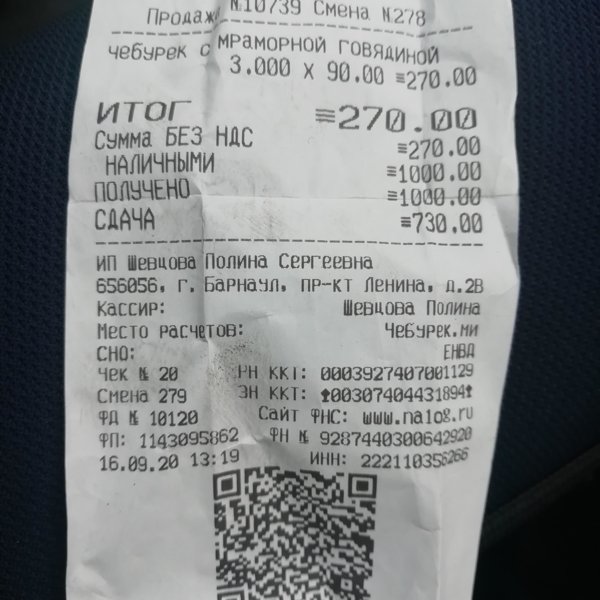 Продажа №10739 Смена №278
чебурек с мраморной говядиной
3.000 x 90.00 ≡270.00
ИТОГ ≡270.00
Сумма БЕЗ НДС ≡270.00
НАЛИЧНЫМИ ≡1000.00
ПОЛУЧЕНО ≡1000.00
СДАЧА ≡730.00
ИП Шевцова Полина Сергеевна
656056, г. Барнаул, пр-кт Ленина, д.2В
Кассир: Шевцова Полина
Место расчетов: Чебурек.ми
СНО: ЕНВД
Чек № 20 РН ККТ: 0003927407001129
Смена 279 ЗН ККТ: 00307404431894
ФД № 10120 Сайт ФНС: www.nalog.ru
ФП: 1143095862 ФН № 9287440300642920
16.09.20 13:19 ИНН: 222110356266